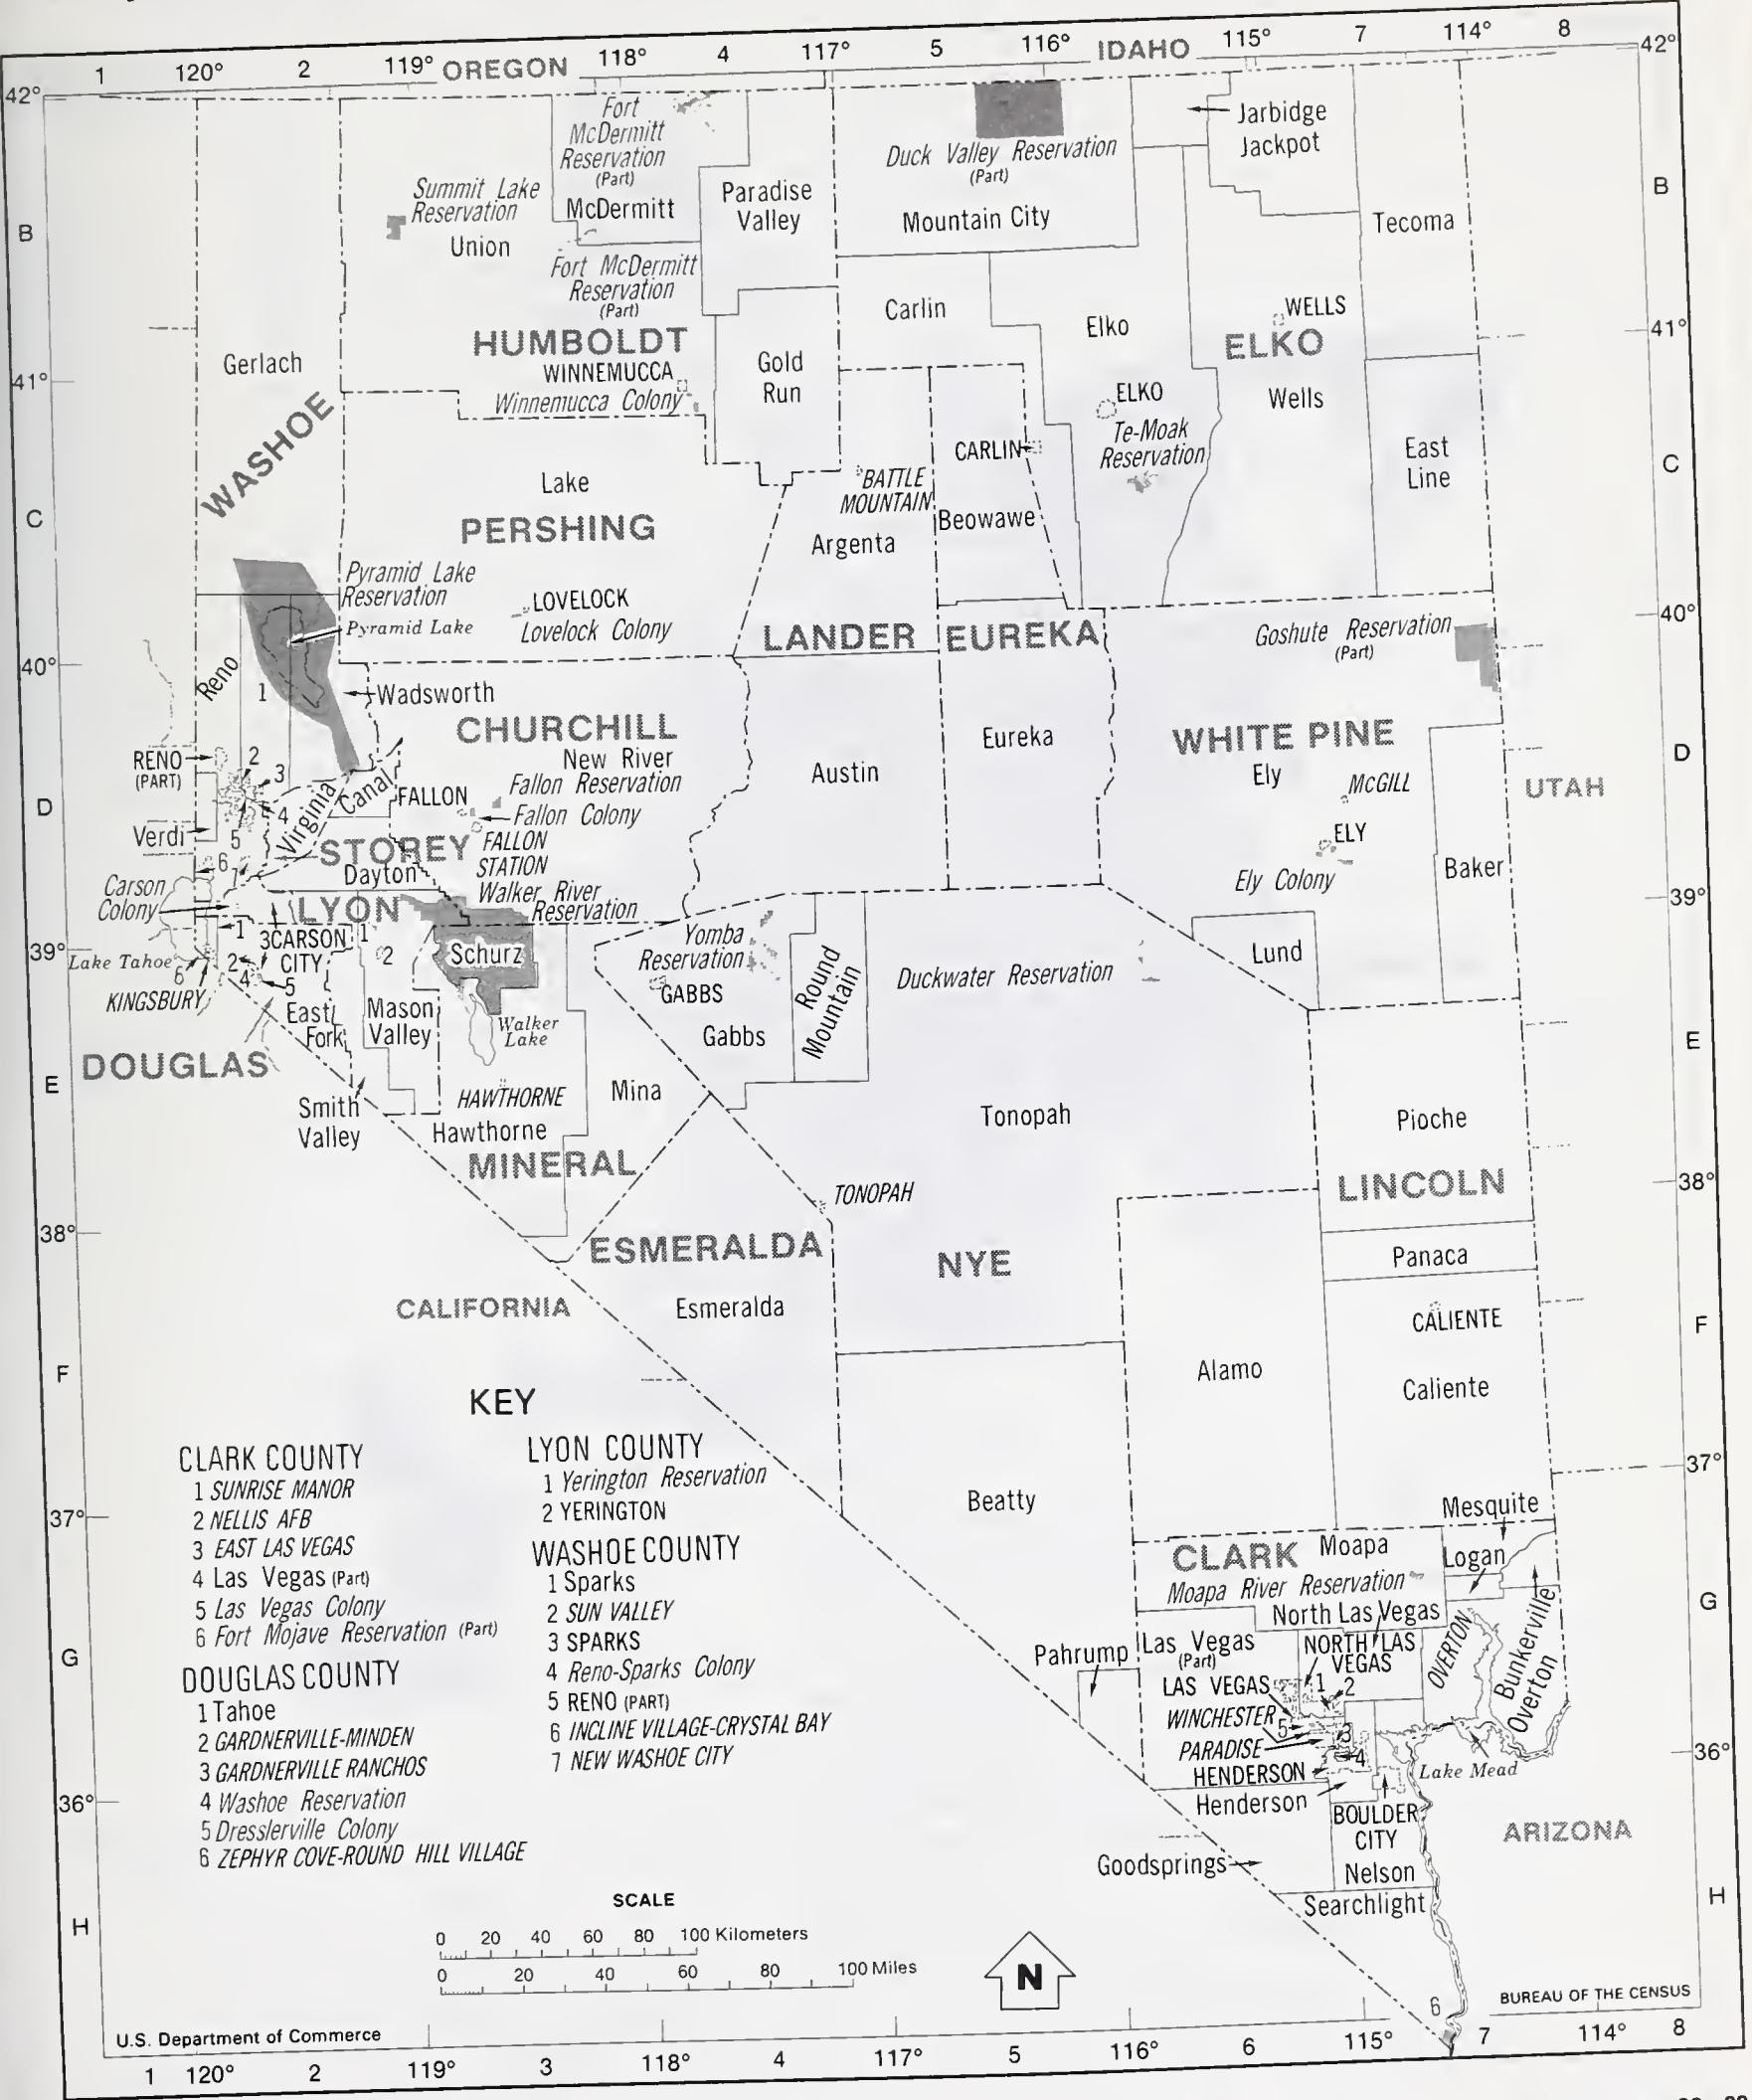 1 120° 2 119° OREGON 118° 4 117° 5 116° IDAHO 115° 7 114° 8
42°
42°
Fort
McDermitt
Reservation
(Part)
McDermitt
Summit Lake
Reservation
Union
Fort McDermitt
Reservation
(Part)
Paradise
Valley
Duck Valley Reservation
(Part)
Mountain City
Jarbidge
Jackpot
Tecoma
B
B
Gerlach
HUMBOLDT
WINNEMUCCA
Winnemucca Colony
Gold
Run
Carlin
Elko
WELLS
ELKO
Wells
41°
41°
WASHOE
ELKO
Te-Moak
Reservation
CARLIN
BATTLE
MOUNTAIN
Beowawe
Argenta
East
Line
C
C
Lake
PERSHING
Pyramid Lake
Reservation
Pyramid Lake
LOVELOCK
Lovelock Colony
LANDER
EUREKA
Goshute Reservation
(Part)
40°
40°
Reno
1
Wadsworth
CHURCHILL
New River
Fallon Reservation
Fallon Colony
FALLON
FALLON
STATION
Austin
Eureka
WHITE PINE
Ely
McGILL
ELY
Ely Colony
Baker
UTAH
D
D
RENO
(PART)
2
3
4
5
6
7
Verdi
Virginia
Canal
STOREY
Dayton
LYON
Walker River
Reservation
Carson
Colony
39°
39°
Lake Tahoe
1
2
3
4
5
6
CARSON
CITY
KINGSBURY
1
2
East
Fork
Mason
Valley
Schurz
Walker
Lake
DOUGLAS
Smith
Valley
HAWTHORNE
Hawthorne
MINERAL
Mina
Yomba
Reservation
GABBS
Gabbs
Round
Mountain
Duckwater Reservation
Lund
E
E
Tonopah
TONOPAH
Pioche
LINCOLN
38°
38°
ESMERALDA
Esmeralda
NYE
Panaca
CALIENTE
Caliente
Alamo
CALIFORNIA
F
F
Beatty
37°
37°
Mesquite
CLARK
Moapa
Logan
Moapa River Reservation
North Las Vegas
Las Vegas
(Part)
NORTH LAS
VEGAS
OVERTON
Bunkerville
Overton
Pahrump
LAS VEGAS
1
2
WINCHESTER
5
3
PARADISE
4
HENDERSON
Henderson
Lake Mead
BOULDER
CITY
Goodsprings
Nelson
Searchlight
ARIZONA
G
G
36°
36°
H
H
6
KEY
CLARK COUNTY
1 SUNRISE MANOR
2 NELLIS AFB
3 EAST LAS VEGAS
4 Las Vegas (Part)
5 Las Vegas Colony
6 Fort Mojave Reservation (Part)
DOUGLAS COUNTY
1 Tahoe
2 GARDNERVILLE-MINDEN
3 GARDNERVILLE RANCHOS
4 Washoe Reservation
5 Dresslerville Colony
6 ZEPHYR COVE-ROUND HILL VILLAGE
LYON COUNTY
1 Yerington Reservation
2 YERINGTON
WASHOE COUNTY
1 Sparks
2 SUN VALLEY
3 SPARKS
4 Reno-Sparks Colony
5 RENO (PART)
6 INCLINE VILLAGE-CRYSTAL BAY
7 NEW WASHOE CITY
SCALE
0 20 40 60 80 100 Kilometers
0 20 40 60 80 100 Miles
N
BUREAU OF THE CENSUS
U.S. Department of Commerce
1 120° 2 119° 3 118° 4 117° 5 116° 6 115° 7 114° 8